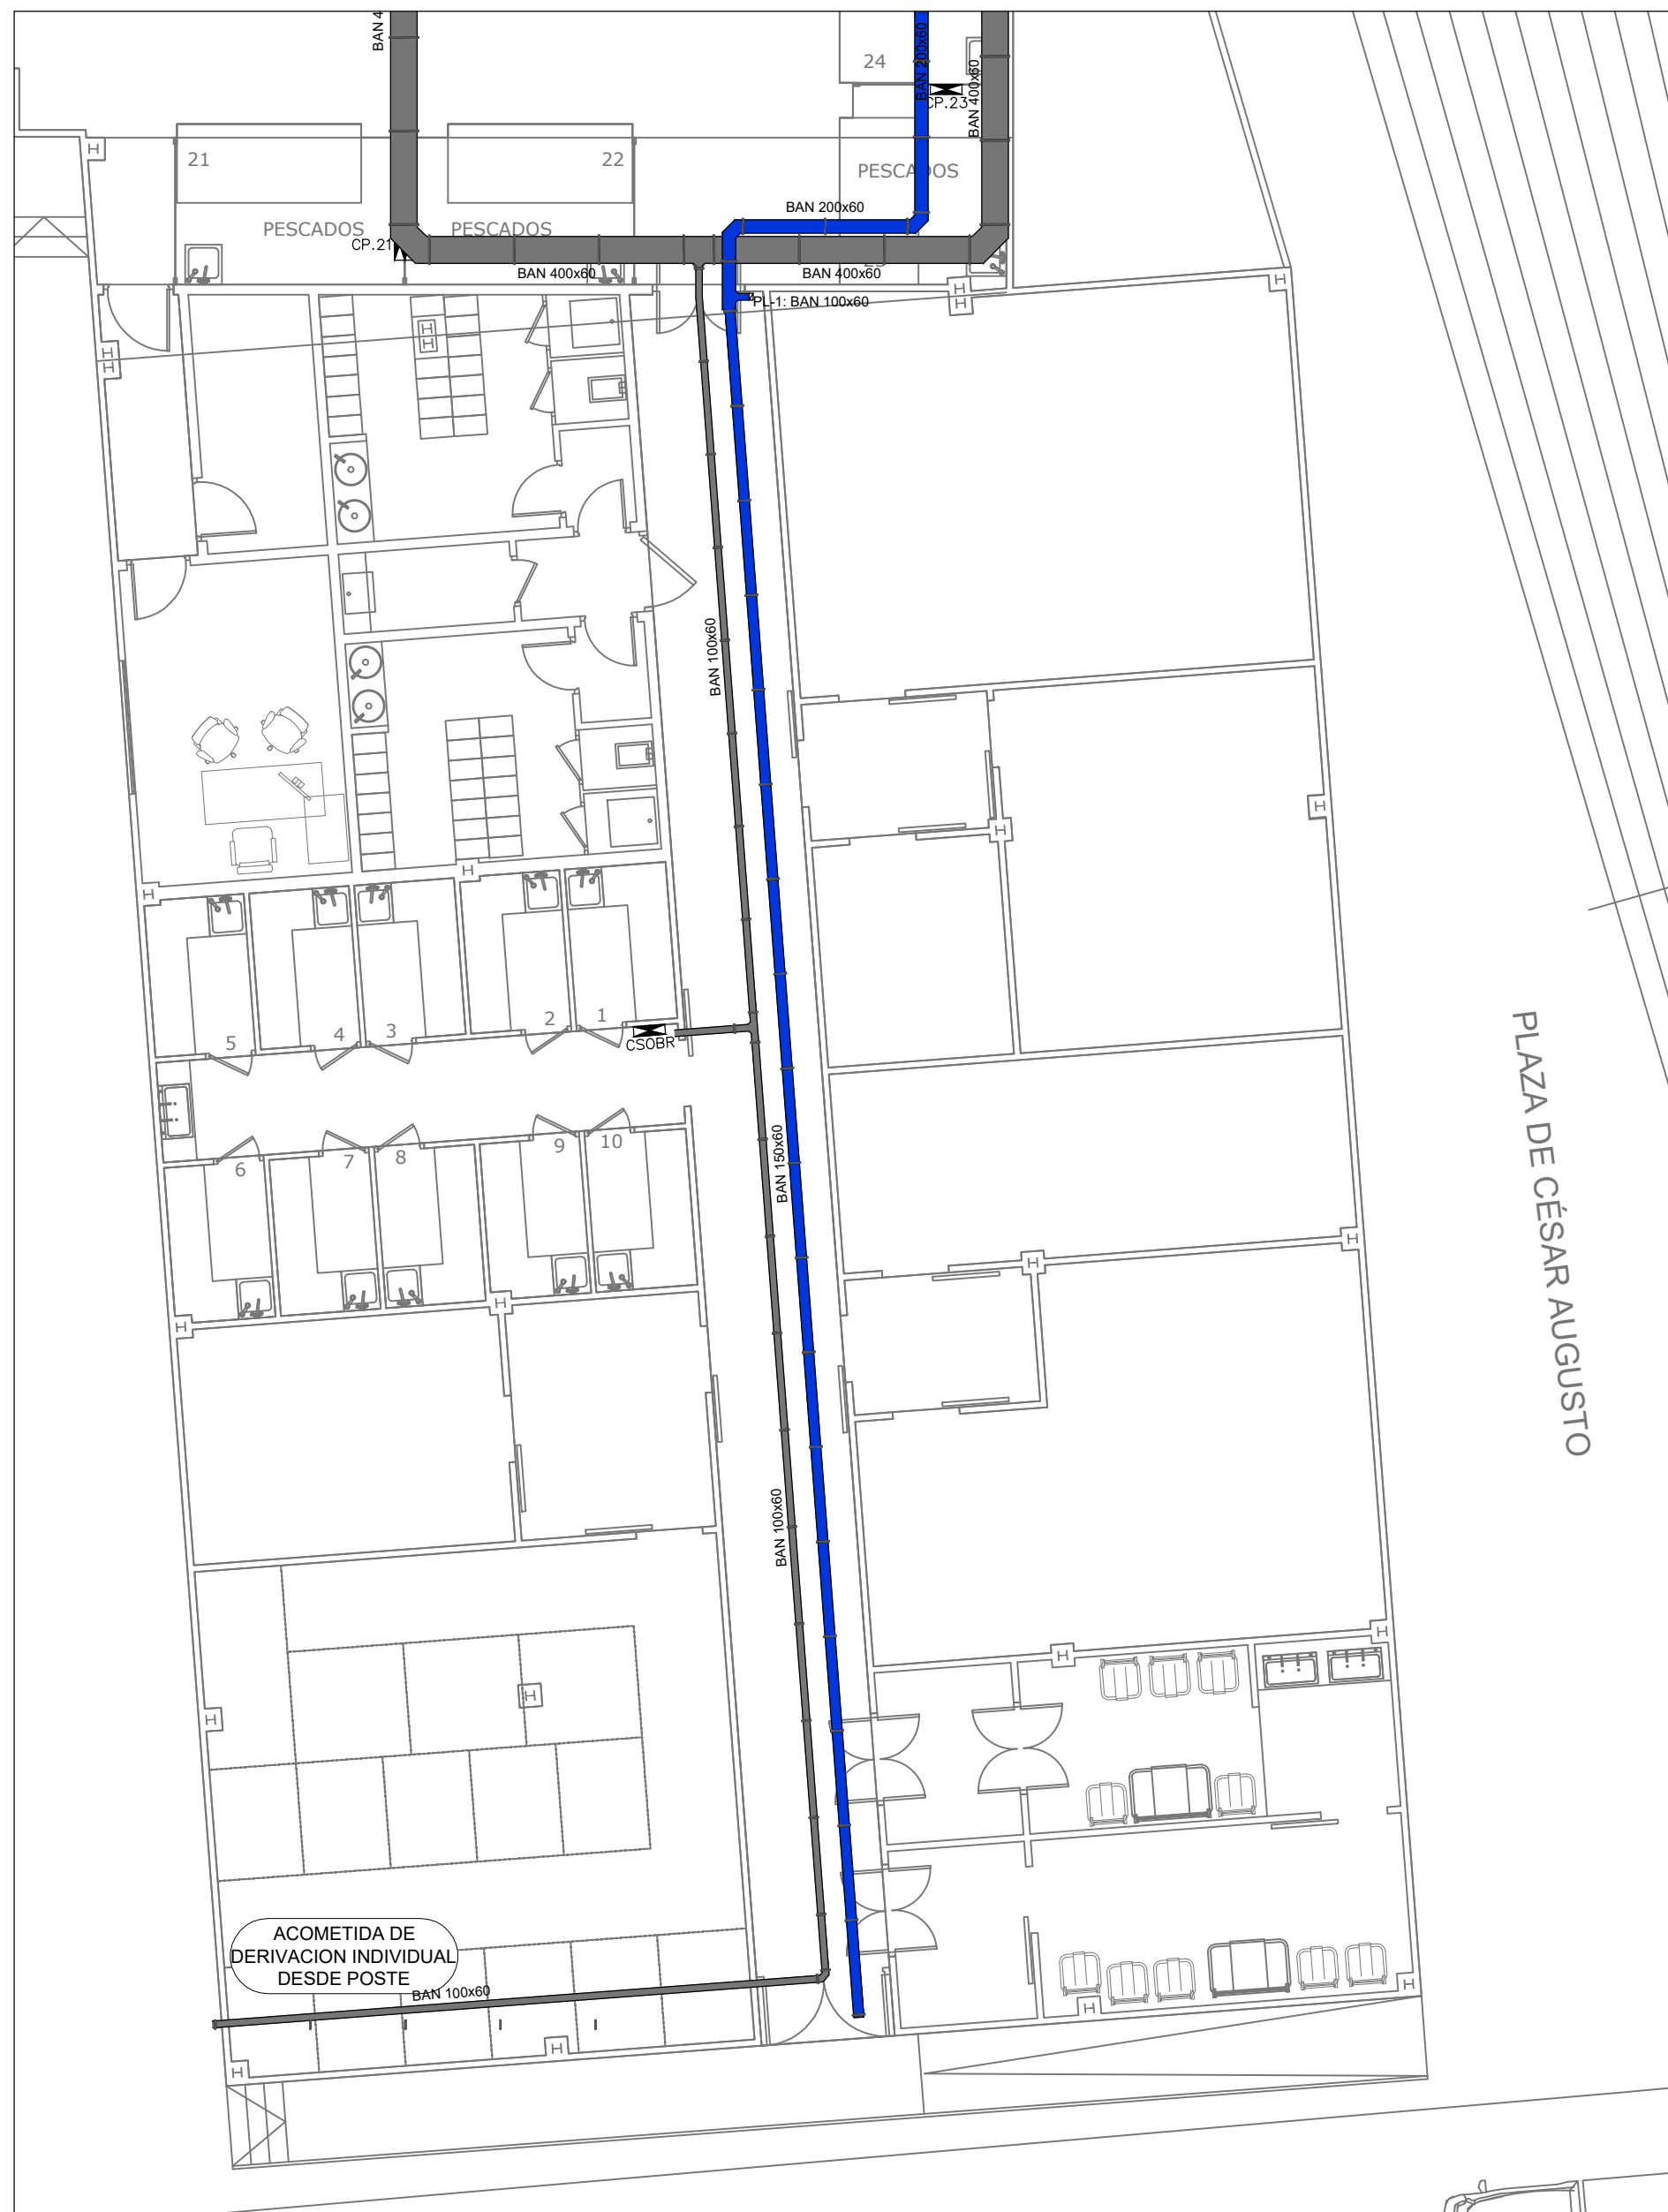 BAN 4
24
BAN 200x60
BAN 400x60
CP.23
21
22
PESCADOS
PESCADOS
PESCADOS
BAN 200x60
CP.21
BAN 400x60
BAN 400x60
PL-1: BAN 100x60
H
H
H
H
H
H
H
H
BAN 100x60
H
H
H
H
5
4
3
2
1
CSOBR
6
7
8
9
10
BAN 150x60
PLAZA DE CÉSAR AUGUSTO
H
H
H
H
BAN 100x60
H
H
H
H
ACOMETIDA DE
DERIVACION INDIVIDUAL
DESDE POSTE
BAN 100x60
H
H
H
H